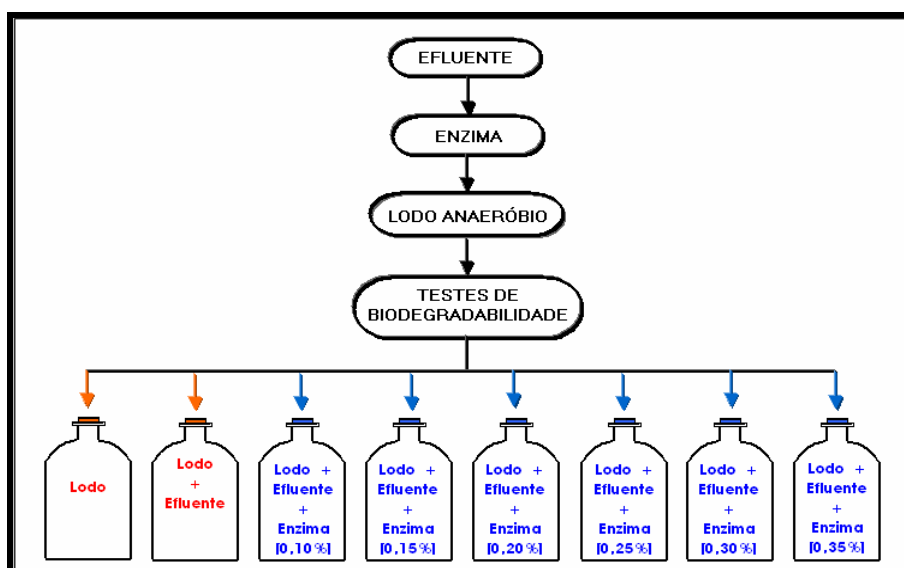 EFLUENTE
ENZIMA
LODO ANAERÓBIO
TESTES DE
BIODEGRADABILIDADE
Lodo
Lodo
+
Efluente
Lodo +
Efluente
+
Enzima
[0,10%]
Lodo +
Efluente
+
Enzima
[0,15%]
Lodo +
Efluente
+
Enzima
[0,20%]
Lodo +
Efluente
+
Enzima
[0,25%]
Lodo +
Efluente
+
Enzima
[0,30%]
Lodo +
Efluente
+
Enzima
[0,35%]